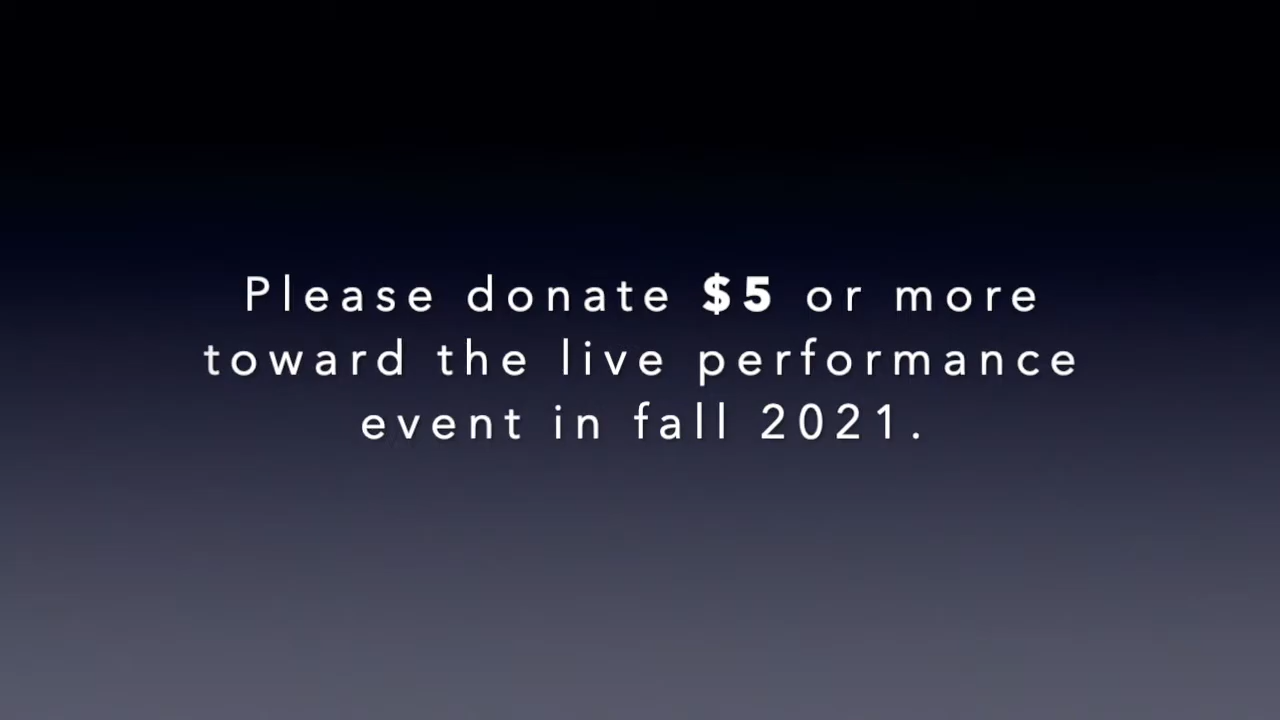 Please donate $5 or more
toward the live performance
event in fall 2021.